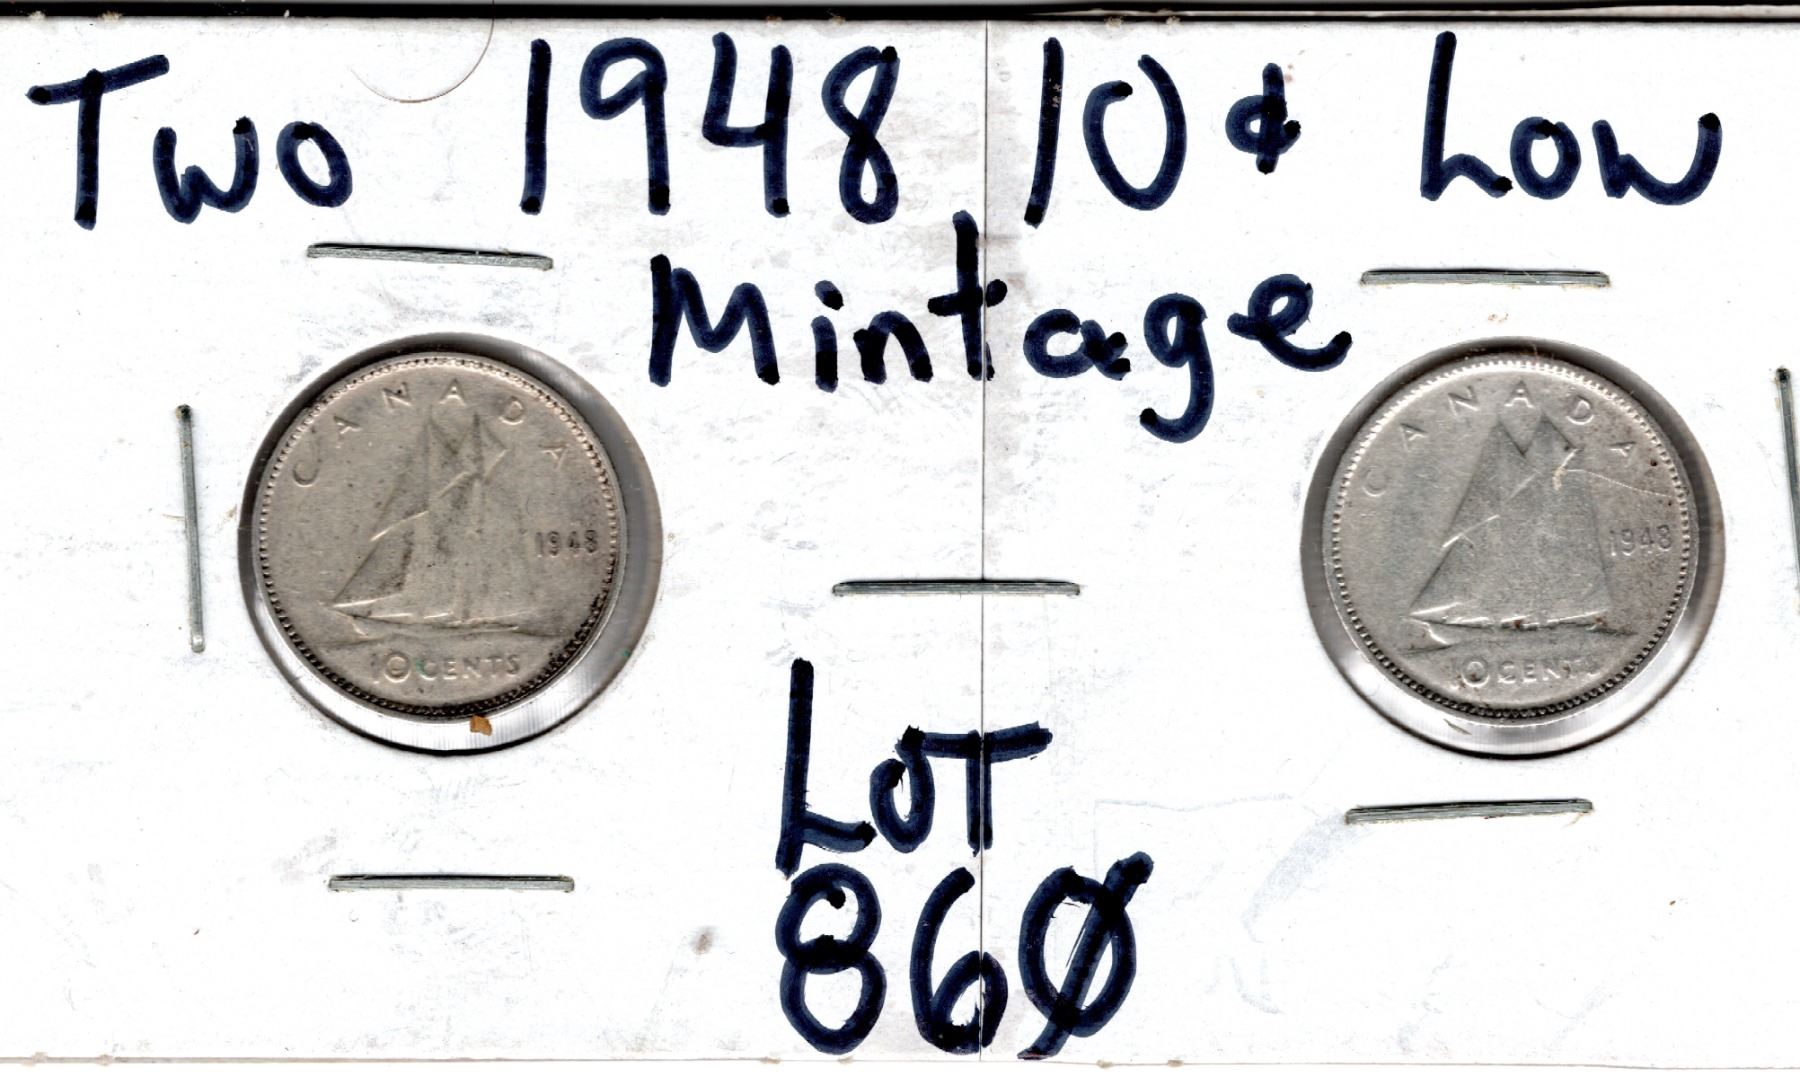 Two 1948 10¢ Low
Mintage
CANADA
1948
10 CENTS
CANADA
1948
10 CENTS
LOT
860